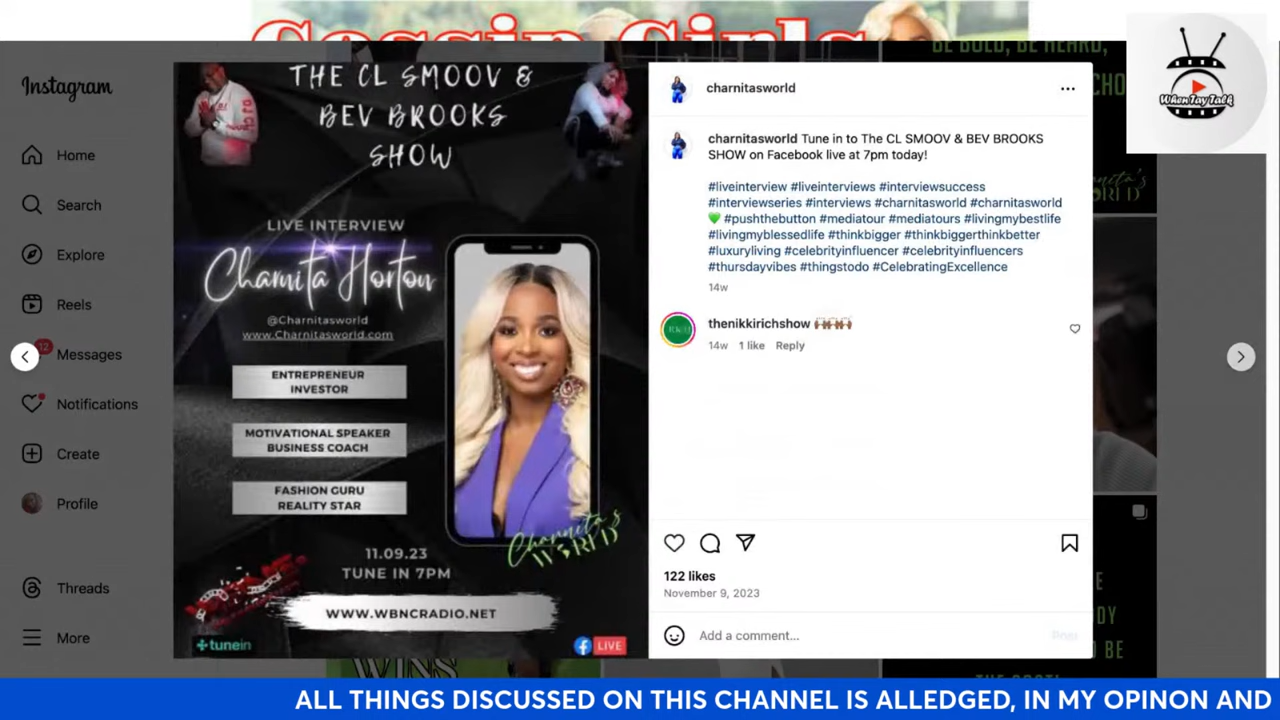 Gossip Girls
BE BOLD, BE HEARD,
When Tay Talk
Instagram
Home
Search
Explore
Reels
12
Messages
Notifications
Create
Profile
Threads
More
THE CL SMOOV &
BEV BROOKS
SHOW
LIVE INTERVIEW
Charnita Horton
@Charnitasworld
www.Charnitasworld.com
ENTREPRENEUR
INVESTOR
MOTIVATIONAL SPEAKER
BUSINESS COACH
FASHION GURU
REALITY STAR
Charnita's
WORLD
11.09.23
TUNE IN 7PM
WWW.WBNCRADIO.NET
tunein
LIVE
charnitasworld
charnitasworld Tune in to The CL SMOOV & BEV BROOKS
SHOW on Facebook live at 7pm today!
#liveinterview #liveinterviews #interviewsuccess
#interviewseries #interviews #charnitasworld #charnitasworld
💚 #pushthebutton #mediatour #mediatours #livingmybestlife
#livingmyblessedlife #thinkbigger #thinkbiggerthinkbetter
#luxuryliving #celebrityinfluencer #celebrityinfluencers
#thursdayvibes #thingstodo #CelebratingExcellence
14w
thenikkirichshow 🙌🏾🙌🏾🙌🏾
14w 1 like Reply
122 likes
November 9, 2023
Add a comment...
Post
WINS
ALL THINGS DISCUSSED ON THIS CHANNEL IS ALLEDGED, IN MY OPINON AND